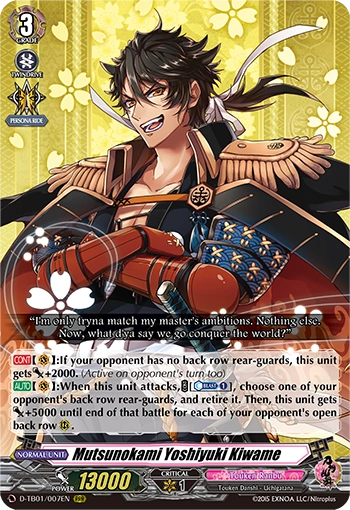 3
GRADE
TWINDRIVE
PERSONA RIDE
"I'm only tryna match my master's ambitions. Nothing else.
Now, what'd'ya say we go conquer the world?"
CONT ]:If your opponent has no back row rear-guards, this unit
gets +2000. (Active on opponent's turn too)
AUTO ]:When this unit attacks, [ ], choose one of your
opponent's back row rear-guards, and retire it. Then, this unit
gets +5000 until end of that battle for each of your opponent's open
back row .
NORMAL UNIT
Mutsunokami Yoshiyuki Kiwame
Touken Ranbu
Touken Danshi - Uchigatana
POWER 13000
CRITICAL
1
D-TB01/007EN RRR
©2015 EXNOA LLC/Nitroplus